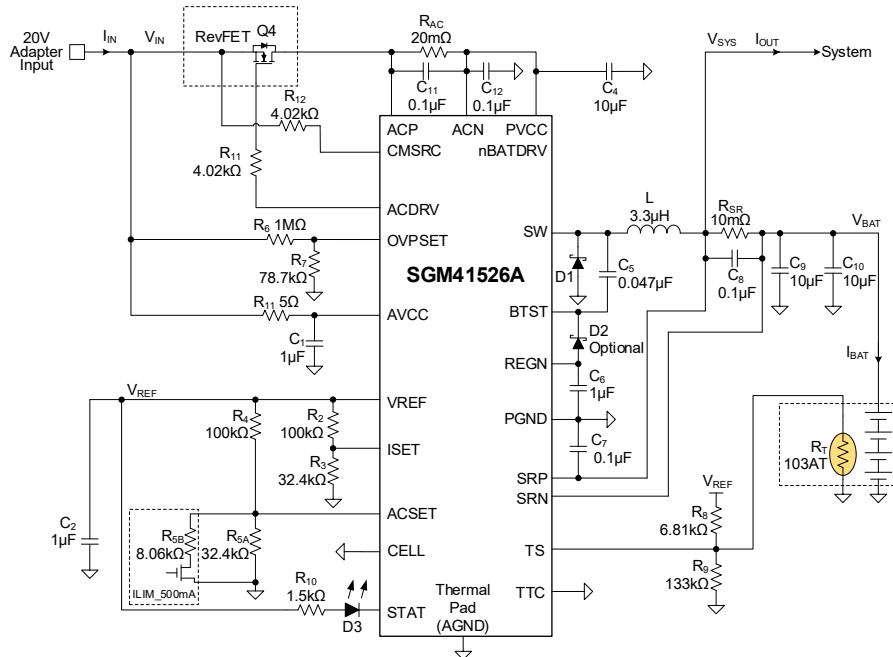 20V
Adapter
Input
IIN
VIN
RevFET
Q4
RAC
20mΩ
C11
0.1µF
C12
0.1µF
C4
10µF
VSYS
IOUT
System
R12
4.02kΩ
R11
4.02kΩ
ACP
ACN
PVCC
CMSRC
nBATDRV
ACDRV
R6 1MΩ
OVPSET
R7
78.7kΩ
SGM41526A
R11 5Ω
AVCC
C1
1µF
SW
L
3.3µH
RSR
10mΩ
VBAT
D1
C5
0.047µF
C8
0.1µF
C9
10µF
C10
10µF
BTST
D2
Optional
REGN
C6
1µF
IBAT
VREF
VREF
R4
100kΩ
R2
100kΩ
ISET
R3
32.4kΩ
PGND
C7
0.1µF
SRP
SRN
RT
103AT
C2
1µF
ACSET
R5B
8.06kΩ
R5A
32.4kΩ
ILIM_500mA
CELL
VREF
R8
6.81kΩ
TS
R9
133kΩ
R10
1.5kΩ
D3
STAT
Thermal
Pad
(AGND)
TTC